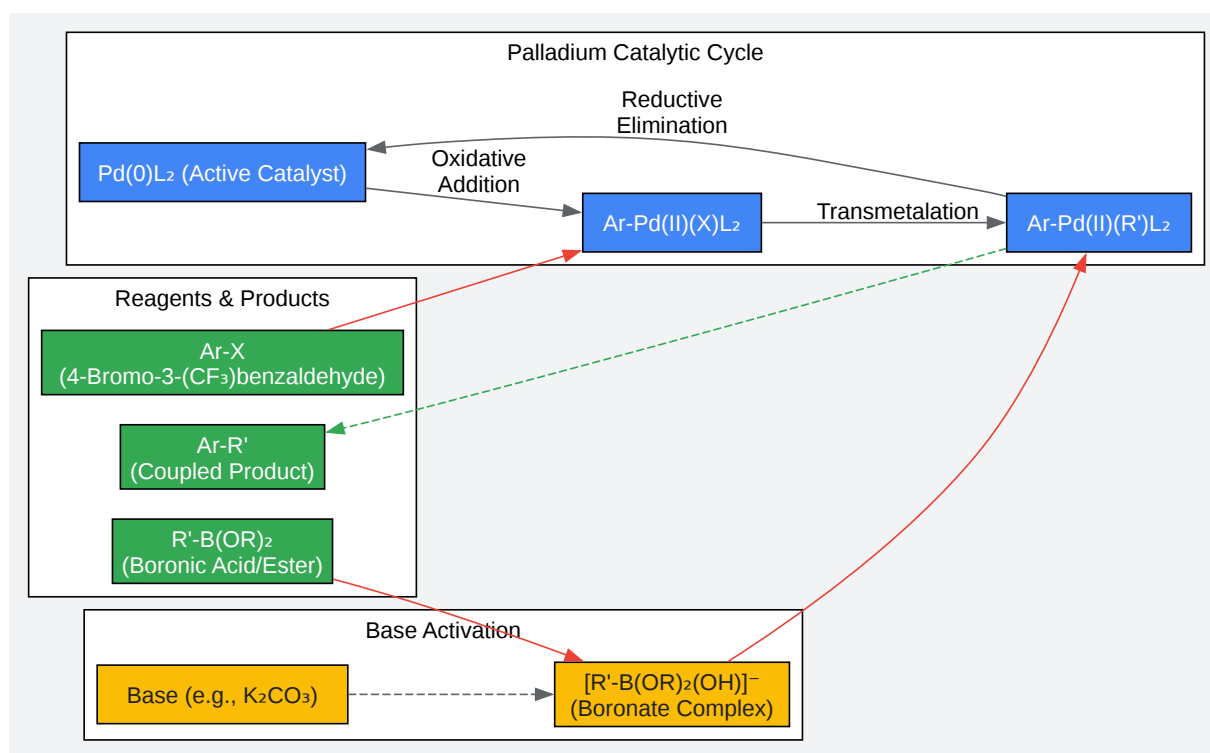 Palladium Catalytic Cycle
Reductive
Elimination
Pd(0)L₂ (Active Catalyst)
Oxidative
Addition
Ar-Pd(II)(X)L₂
Transmetalation
Ar-Pd(II)(R')L₂
Reagents & Products
Ar-X
(4-Bromo-3-(CF₃)benzaldehyde)
Ar-R'
(Coupled Product)
R'-B(OR)₂
(Boronic Acid/Ester)
Base Activation
Base (e.g., K₂CO₃)
[R'-B(OR)₂(OH)]⁻
(Boronate Complex)